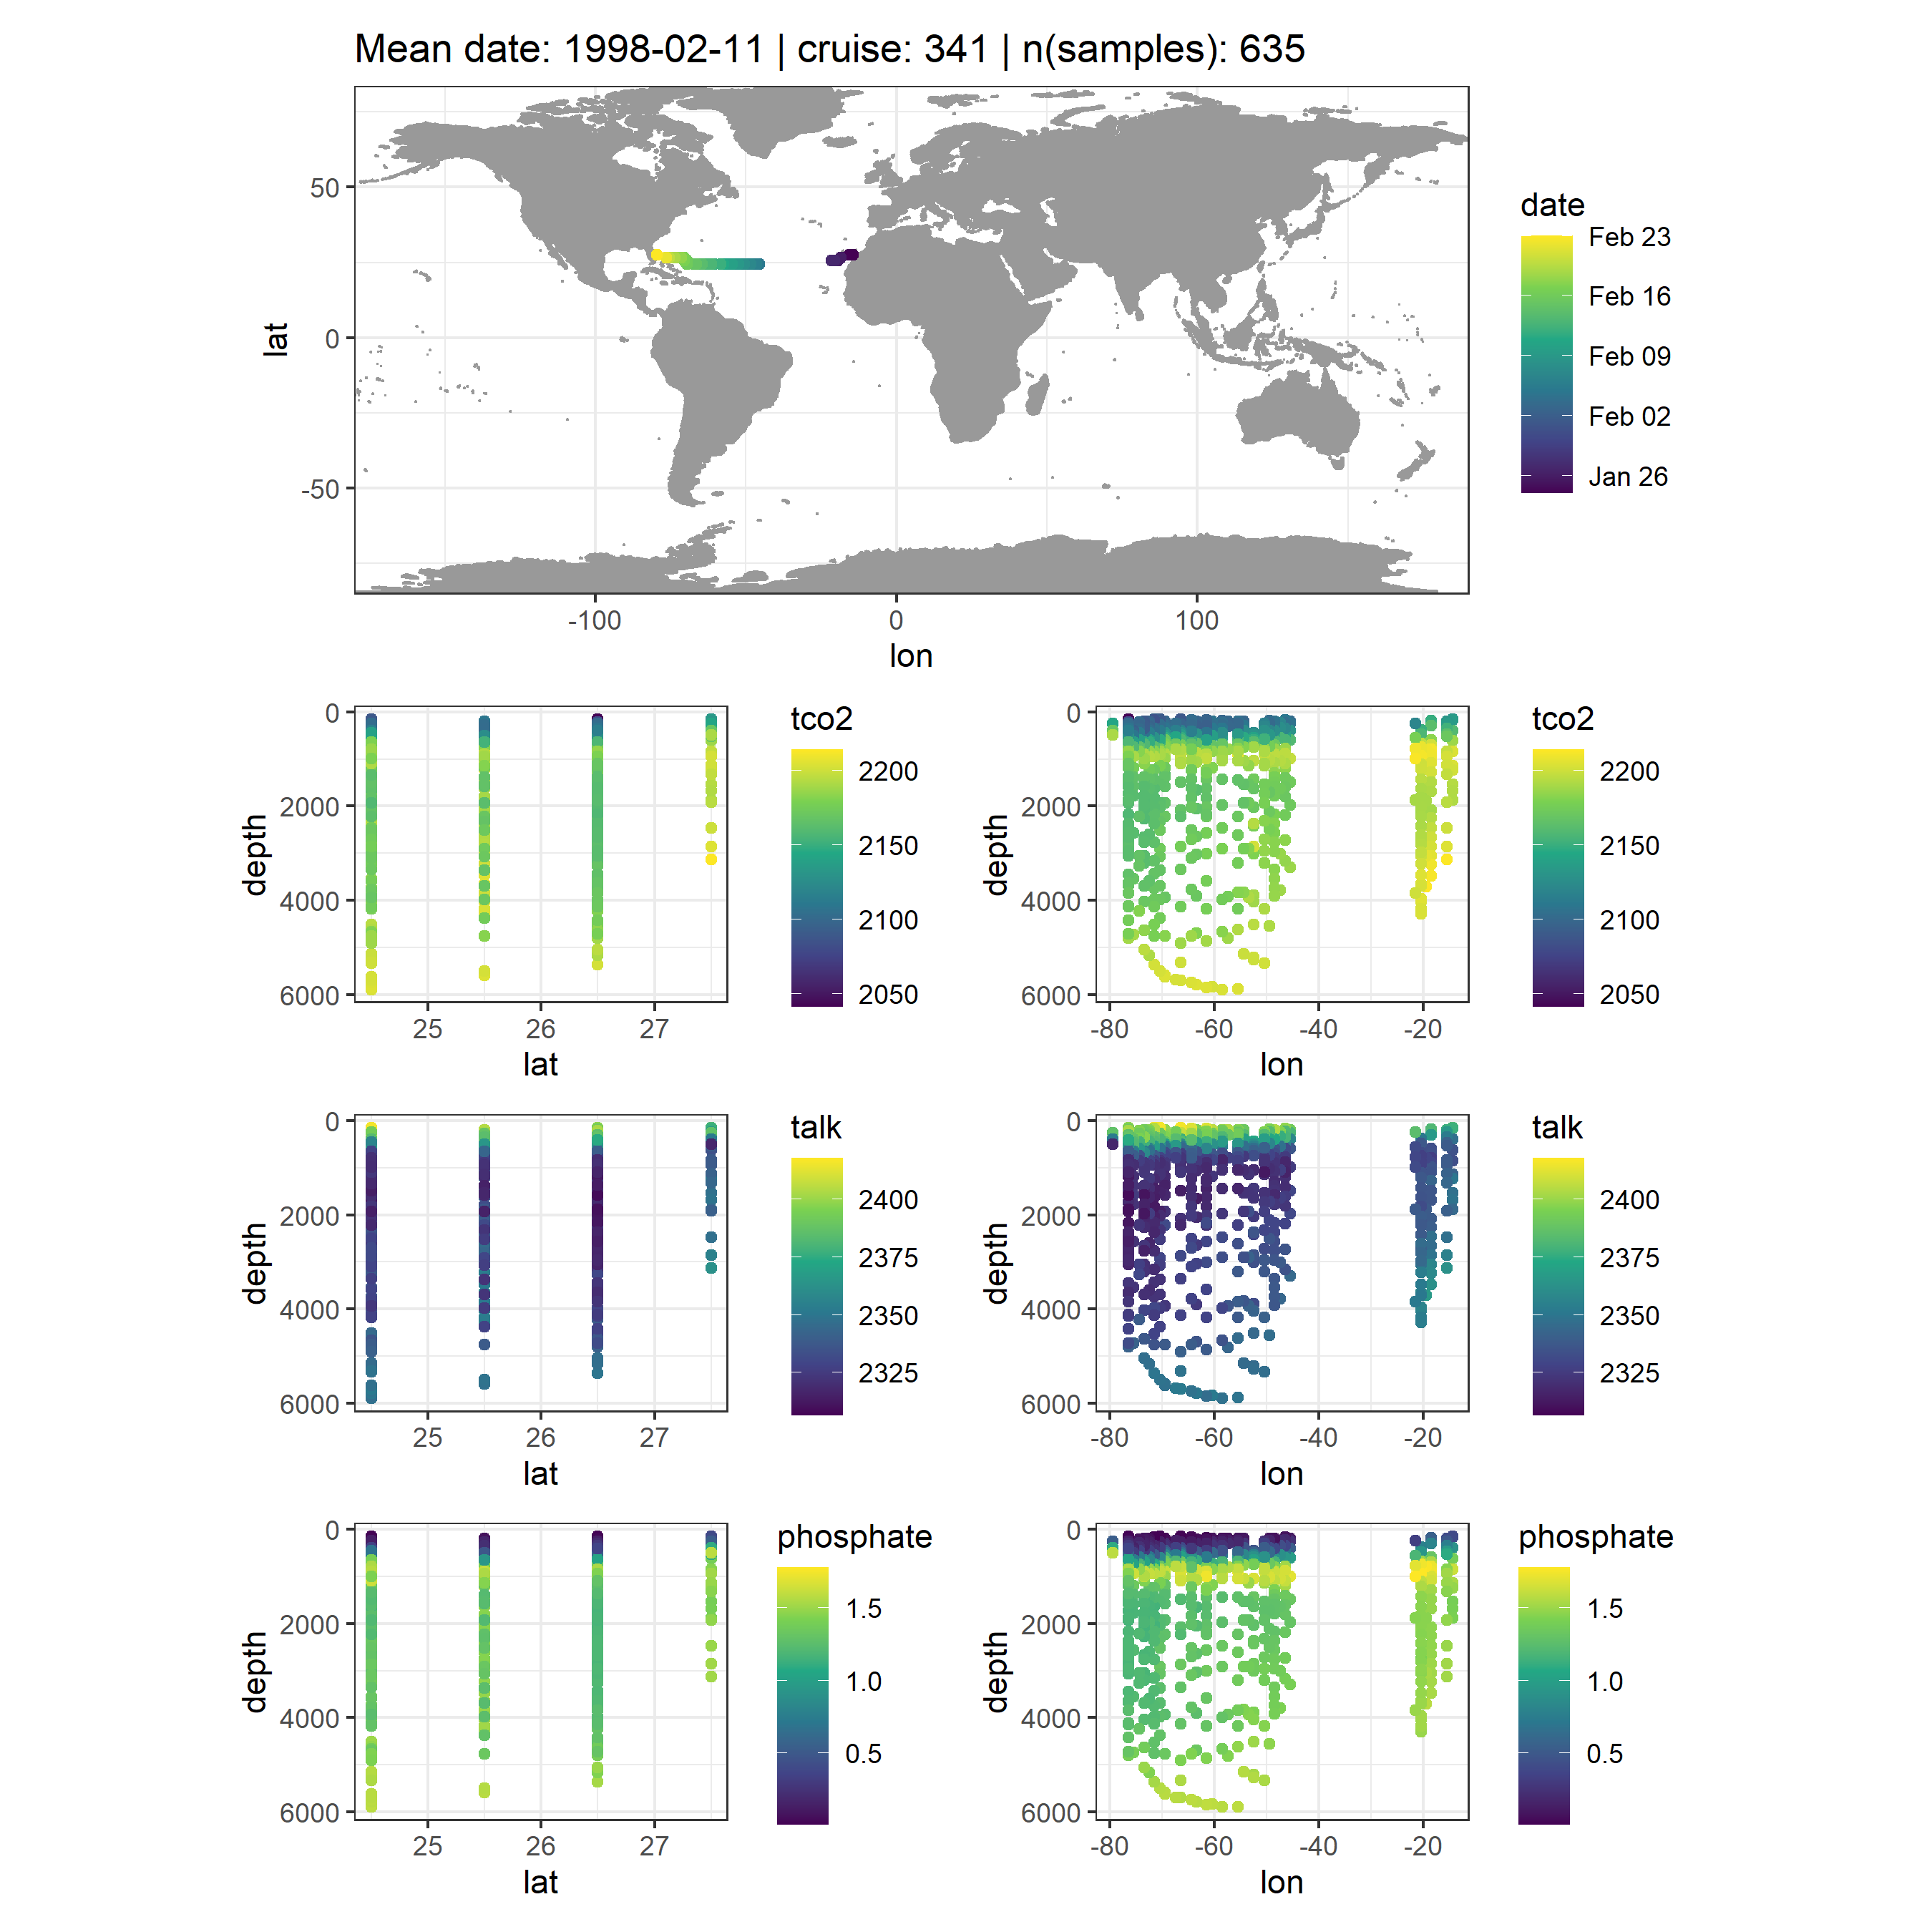 Mean date: 1998-02-11 | cruise: 341 | n(samples): 635
lat
50
0
-50
-100 0 100
lon
date
Feb 23
Feb 16
Feb 09
Feb 02
Jan 26
depth
0
2000
4000
6000
25 26 27
lat
tco2
2200
2150
2100
2050
depth
0
2000
4000
6000
-80 -60 -40 -20
lon
tco2
2200
2150
2100
2050
depth
0
2000
4000
6000
25 26 27
lat
talk
2400
2375
2350
2325
depth
0
2000
4000
6000
-80 -60 -40 -20
lon
talk
2400
2375
2350
2325
depth
0
2000
4000
6000
25 26 27
lat
phosphate
1.5
1.0
0.5
depth
0
2000
4000
6000
-80 -60 -40 -20
lon
phosphate
1.5
1.0
0.5